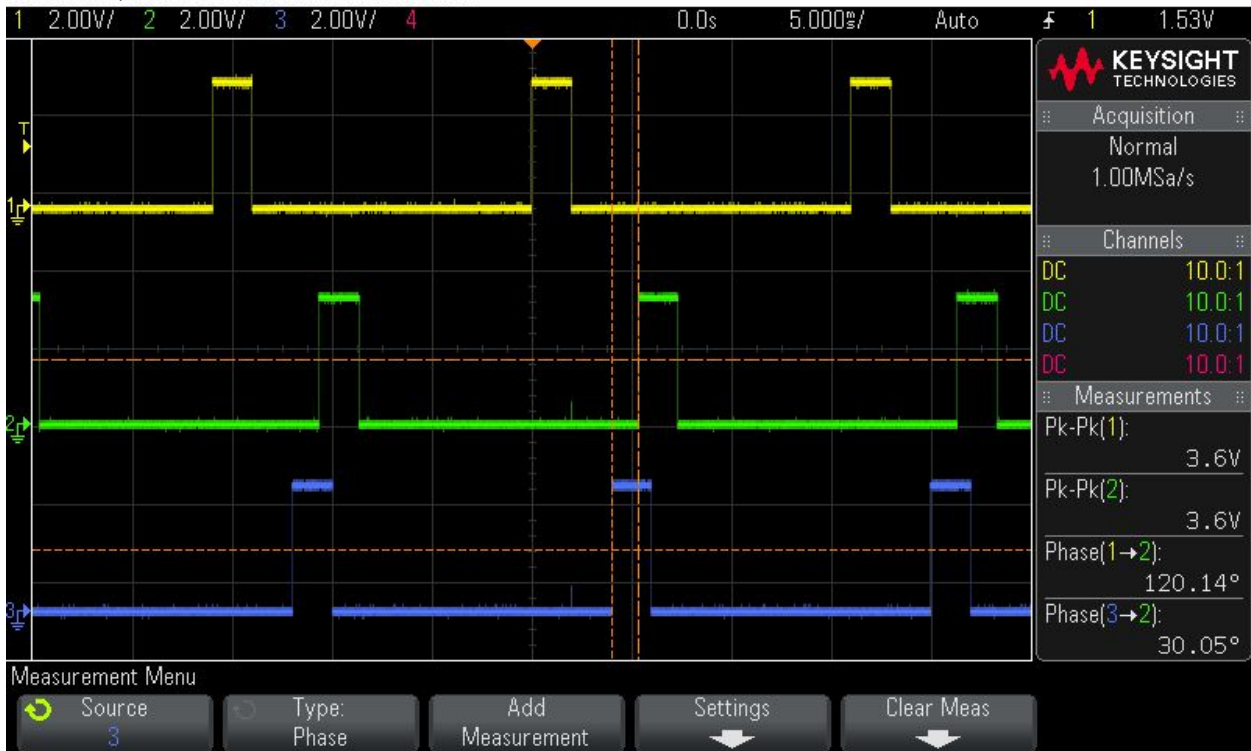 1 2.00V/ 2 2.00V/ 3 2.00V/ 4 0.0s 5.000ms/ Auto 1 1.53V
KEYSIGHT
TECHNOLOGIES
Acquisition
Normal
1.00MSa/s
Channels
DC 10.0:1
DC 10.0:1
DC 10.0:1
DC 10.0:1
Measurements
Pk-Pk(1):
3.6V
Pk-Pk(2):
3.6V
Phase(1→2):
120.14°
Phase(3→2):
30.05°
T
1
2
3
Measurement Menu
Source
3
Type:
Phase
Add
Measurement
Settings
Clear Meas